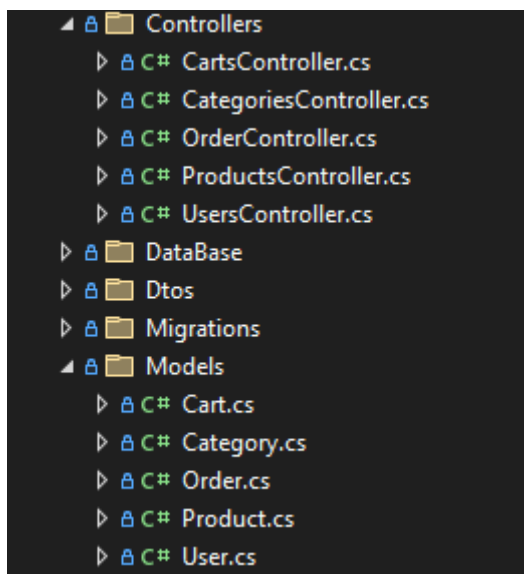 Controllers
C# CartsController.cs
C# CategoriesController.cs
C# OrderController.cs
C# ProductsController.cs
C# UsersController.cs
DataBase
Dtos
Migrations
Models
C# Cart.cs
C# Category.cs
C# Order.cs
C# Product.cs
C# User.cs